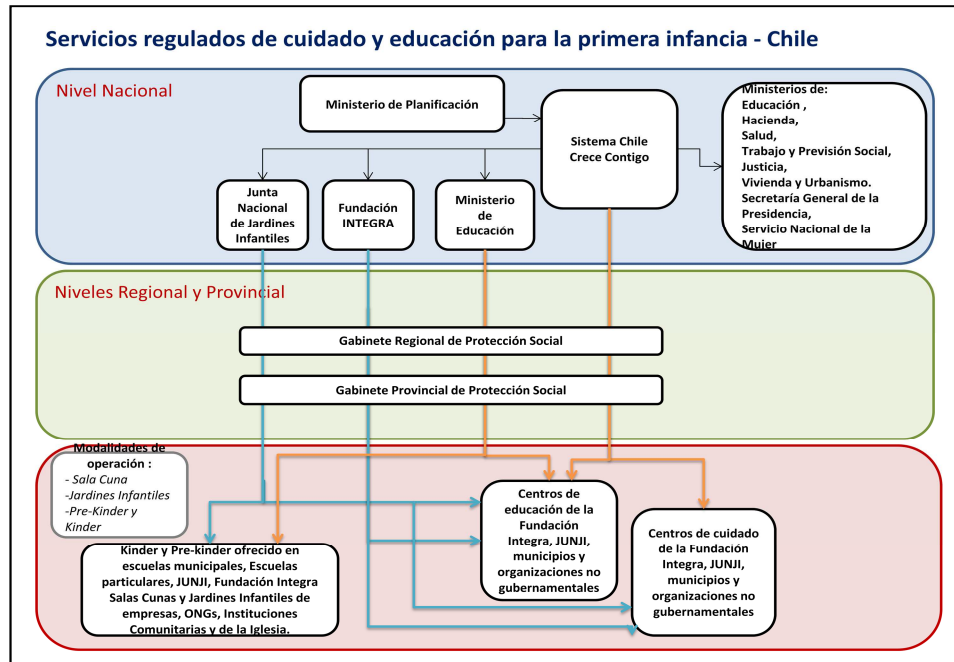 Servicios regulados de cuidado y educación para la primera infancia - Chile
Nivel Nacional
Ministerio de Planificación
Sistema Chile
Crece Contigo
Ministerios de:
Educación ,
Hacienda,
Salud,
Trabajo y Previsión Social,
Justicia,
Vivienda y Urbanismo.
Secretaría General de la
Presidencia,
Servicio Nacional de la
Mujer
Junta
Nacional
de Jardines
Infantiles
Fundación
INTEGRA
Ministerio
de
Educación
Niveles Regional y Provincial
Gabinete Regional de Protección Social
Gabinete Provincial de Protección Social
Modalidades de
operación :
- Sala Cuna
-Jardines Infantiles
-Pre-Kinder y
Kinder
Kinder y Pre-kinder ofrecido en
escuelas municipales, Escuelas
particulares, JUNJI, Fundación Integra
Salas Cunas y Jardines Infantiles de
empresas, ONGs, Instituciones
Comunitarias y de la Iglesia.
Centros de
educación de la
Fundación
Integra, JUNJI,
municipios y
organizaciones no
gubernamentales
Centros de cuidado
de la Fundación
Integra, JUNJI,
municipios y
organizaciones no
gubernamentales